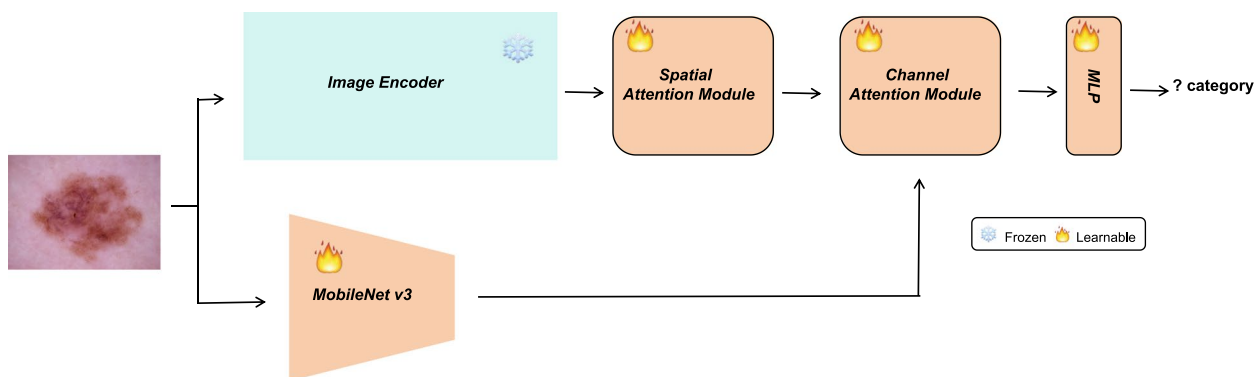 Image Encoder
Spatial
Attention Module
Channel
Attention Module
MLP
? category
MobileNet v3
Frozen Learnable